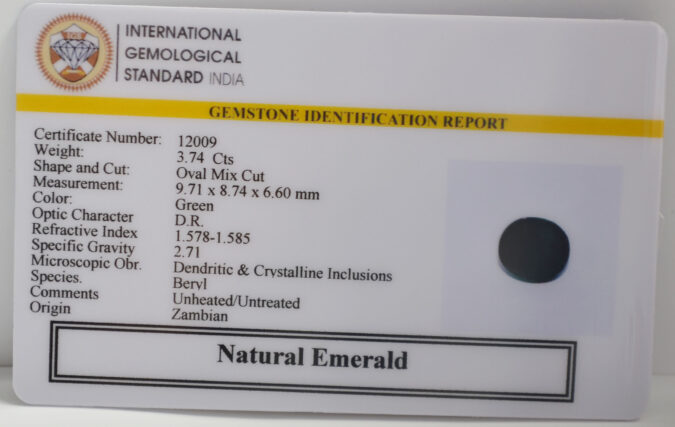 INTERNATIONAL
GEMOLOGICAL
STANDARD INDIA
GEMSTONE IDENTIFICATION REPORT
Certificate Number: 12009
Weight: 3.74 Cts
Shape and Cut: Oval Mix Cut
Measurement: 9.71 x 8.74 x 6.60 mm
Color: Green
Optic Character D.R.
Refractive Index 1.578-1.585
Specific Gravity 2.71
Microscopic Obr. Dendritic & Crystalline Inclusions
Species. Beryl
Comments Unheated/Untreated
Origin Zambian
Natural Emerald